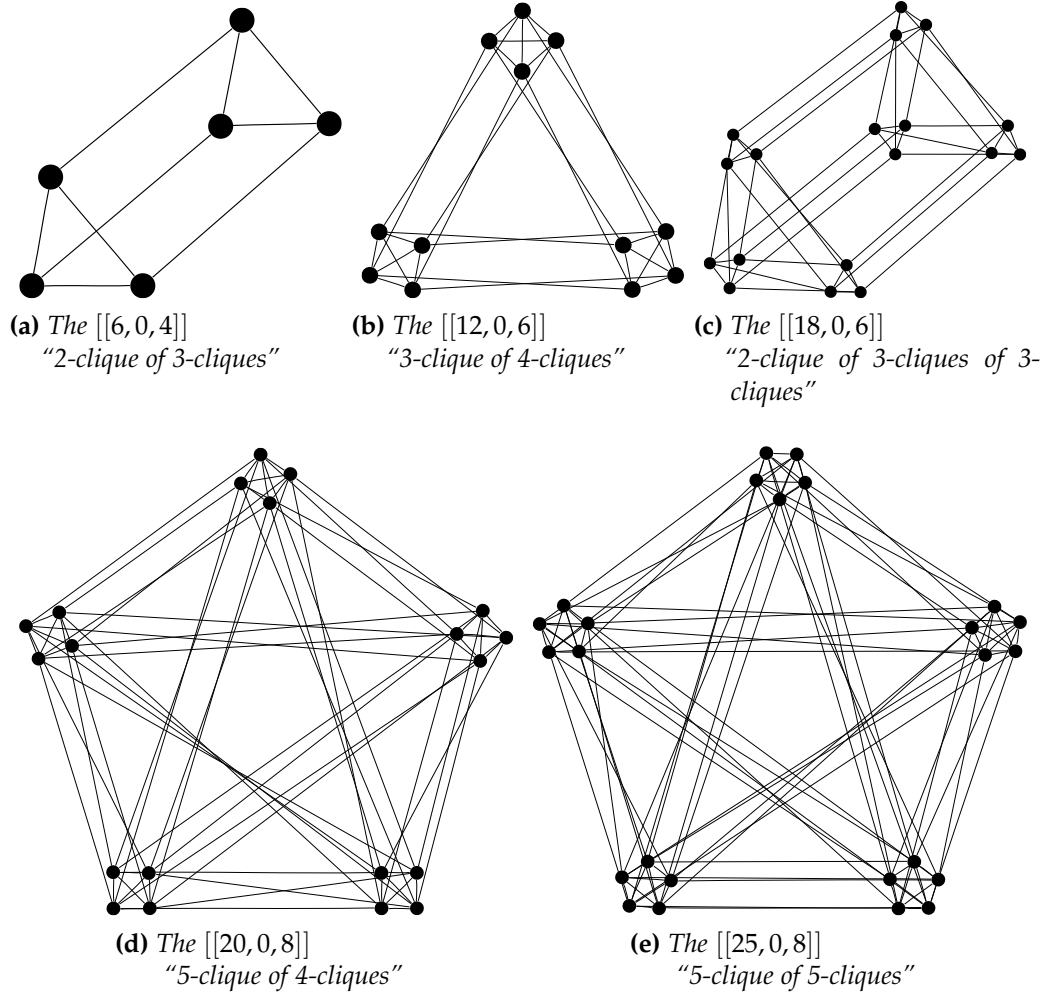 (a) The [[6,0,4]]
"2-clique of 3-cliques"
(b) The [[12,0,6]]
"3-clique of 4-cliques"
(c) The [[18,0,6]]
"2-clique of 3-cliques of 3-
cliques"
(d) The [[20,0,8]]
"5-clique of 4-cliques"
(e) The [[25,0,8]]
"5-clique of 5-cliques"